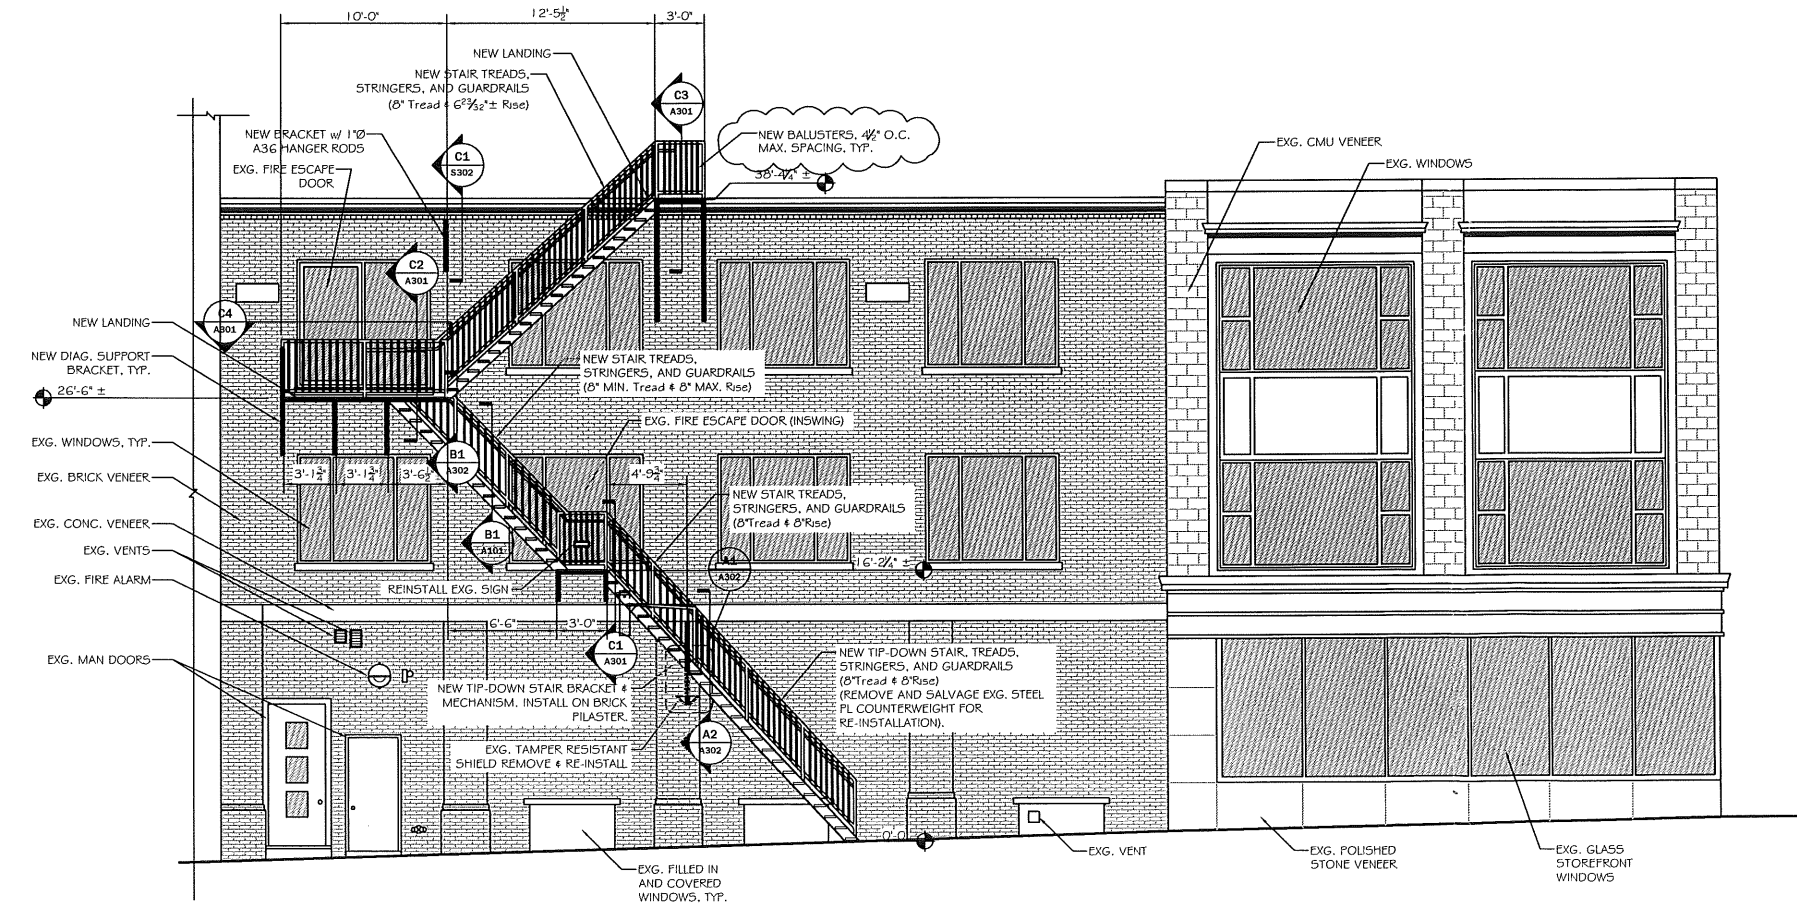 10'-0"
12'-5½"
3'-0"
NEW LANDING
NEW STAIR TREADS,
STRINGERS, AND GUARDRAILS
(8" Tread & 6 23/32"± Rise)
C3
A301
NEW BRACKET w/ 1"Ø
A36 HANGER RODS
C1
S302
NEW BALUSTERS, 4½" O.C.
MAX. SPACING, TYP.
EXG. CMU VENEER
EXG. WINDOWS
EXG. FIRE ESCAPE
DOOR
38'-4¼" ±
C2
A301
C4
A301
NEW LANDING
NEW DIAG. SUPPORT
BRACKET, TYP.
NEW STAIR TREADS,
STRINGERS, AND GUARDRAILS
(8" MIN. Tread & 8" MAX. Rise)
26'-6" ±
EXG. FIRE ESCAPE DOOR (INSWING)
EXG. WINDOWS, TYP.
B1
A302
3'-1¾"
3'-1¾"
3'-6½"
4'-9¾"
EXG. BRICK VENEER
NEW STAIR TREADS,
STRINGERS, AND GUARDRAILS
(8"Tread & 8"Rise)
EXG. CONC. VENEER
B1
A101
EXG. VENTS
A1
A302
16'-2¼" ±
EXG. FIRE ALARM
REINSTALL EXG. SIGN
6'-6"
3'-0"
C1
A301
EXG. MAN DOORS
NEW TIP-DOWN STAIR, TREADS,
STRINGERS, AND GUARDRAILS
(8"Tread & 8"Rise)
(REMOVE AND SALVAGE EXG. STEEL
PL COUNTERWEIGHT FOR
RE-INSTALLATION).
NEW TIP-DOWN STAIR BRACKET &
MECHANISM. INSTALL ON BRICK
PILASTER.
A2
A302
EXG. TAMPER RESISTANT
SHIELD REMOVE & RE-INSTALL
0'-0"
EXG. VENT
EXG. POLISHED
STONE VENEER
EXG. GLASS
STOREFRONT
WINDOWS
EXG. FILLED IN
AND COVERED
WINDOWS, TYP.